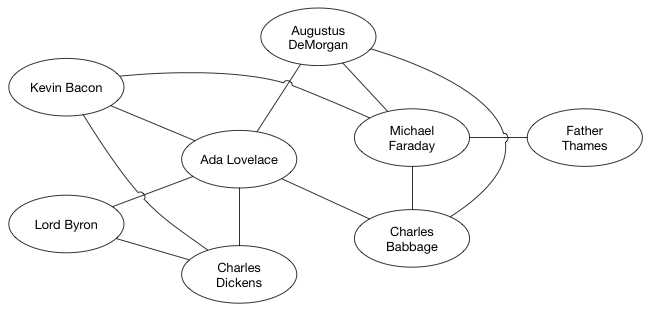 Augustus
DeMorgan
Kevin Bacon
Michael
Faraday
Father
Thames
Ada Lovelace
Lord Byron
Charles
Babbage
Charles
Dickens